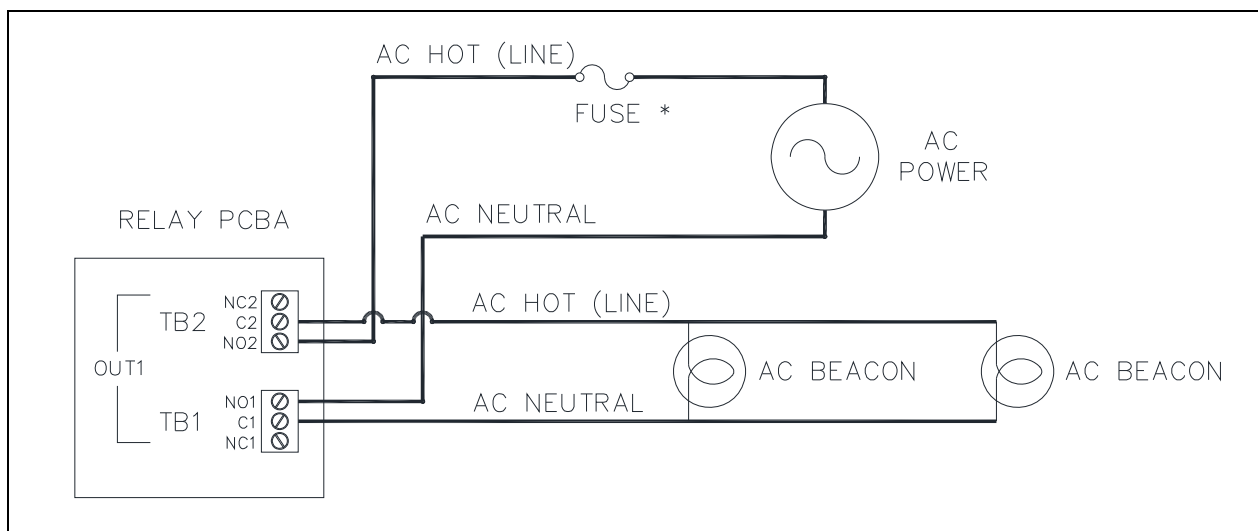 AC HOT (LINE)
FUSE *
AC
POWER
AC NEUTRAL
RELAY PCBA
AC HOT (LINE)
NC2
TB2
C2
NO2
OUT1
AC BEACON
AC BEACON
NO1
AC NEUTRAL
TB1
C1
NC1